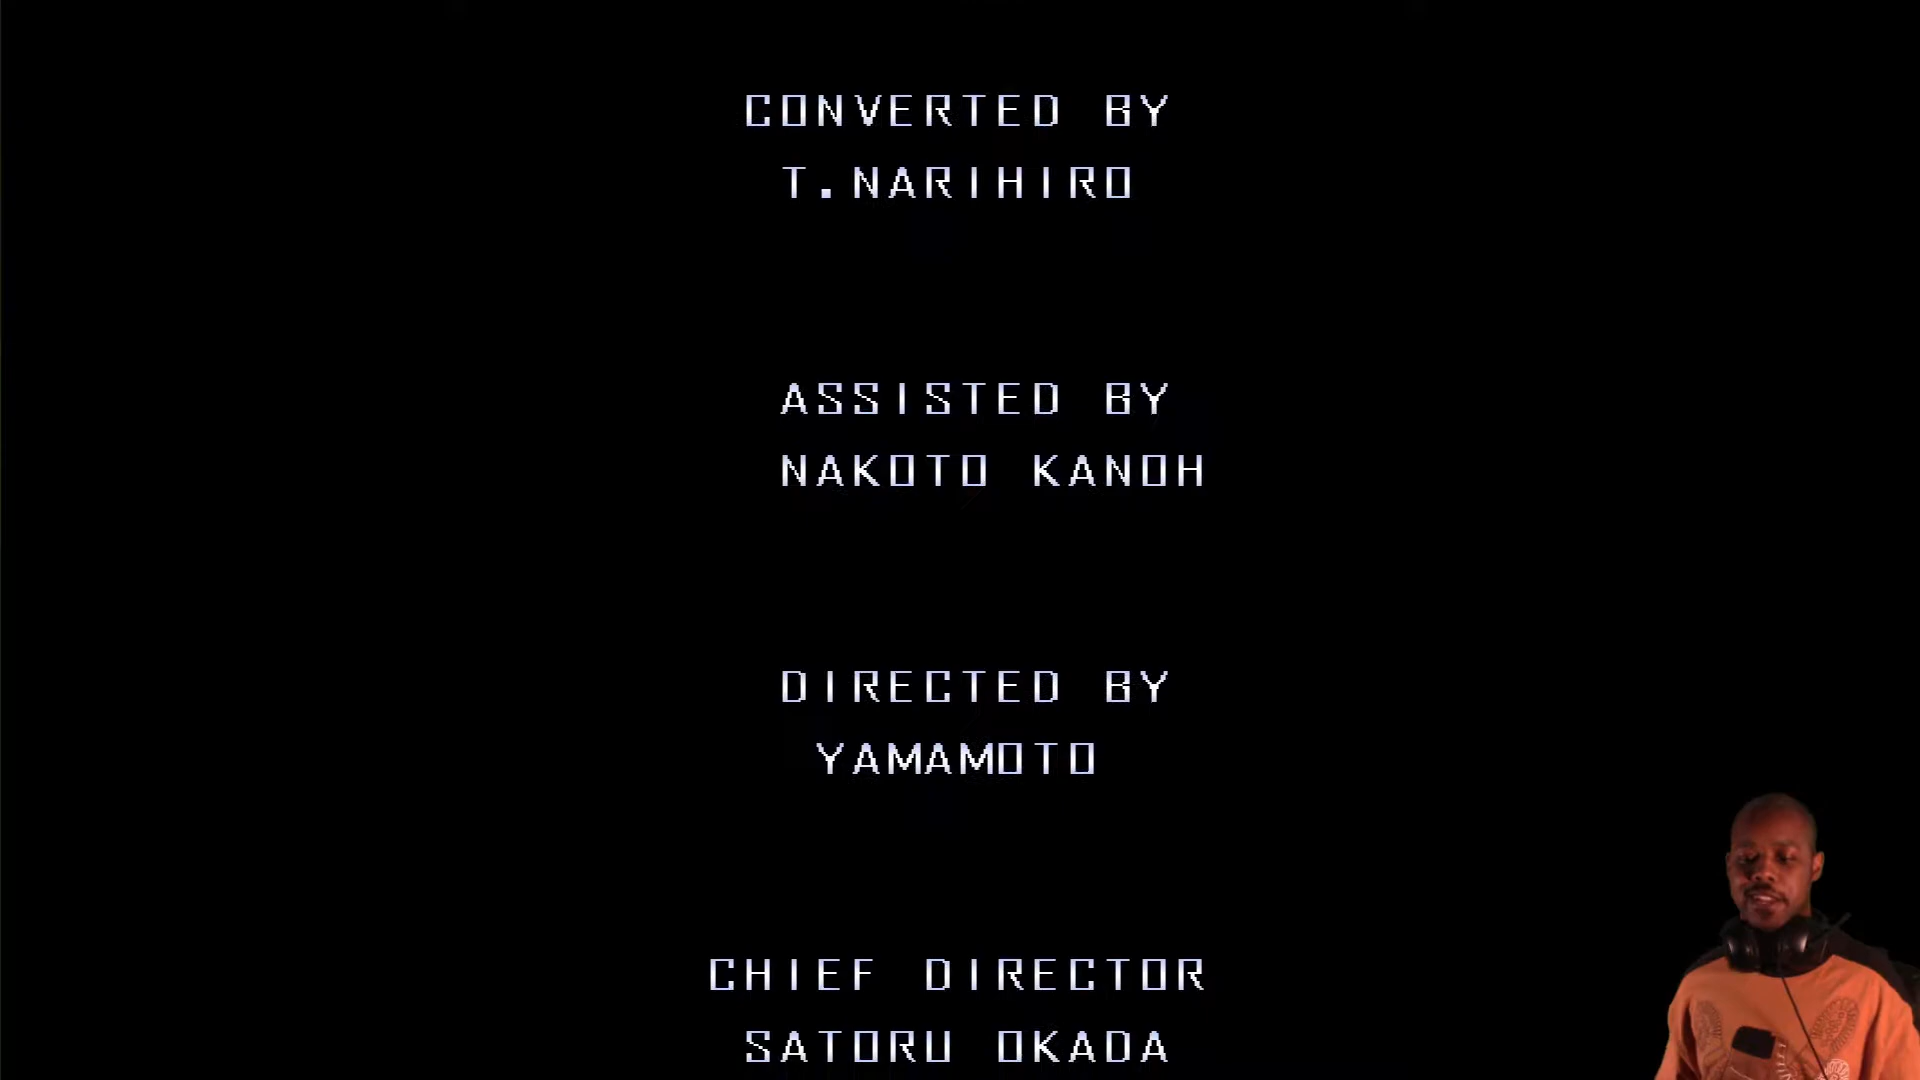 CONVERTED BY
T.NARIHIRO
ASSISTED BY
NAKOTO KANOH
DIRECTED BY
YAMAMOTO
CHIEF DIRECTOR
SATORU OKADA